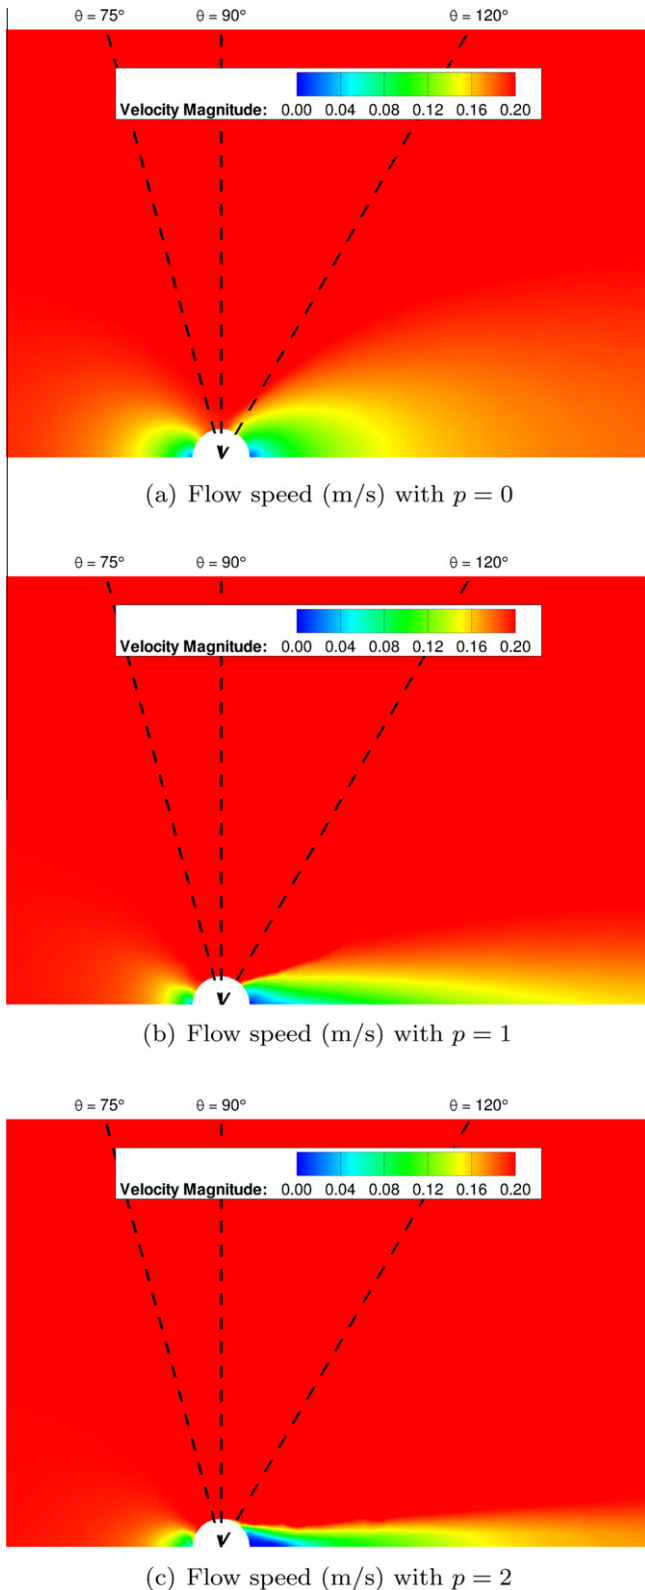 θ = 75° θ = 90° θ = 120°
Velocity Magnitude: 0.00 0.04 0.08 0.12 0.16 0.20
(a) Flow speed (m/s) with p = 0
θ = 75° θ = 90° θ = 120°
Velocity Magnitude: 0.00 0.04 0.08 0.12 0.16 0.20
(b) Flow speed (m/s) with p = 1
θ = 75° θ = 90° θ = 120°
Velocity Magnitude: 0.00 0.04 0.08 0.12 0.16 0.20
(c) Flow speed (m/s) with p = 2